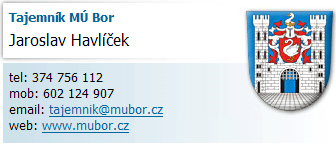 Tajemník MÚ Bor
Jaroslav Havlíček
tel: 374 756 112
mob: 602 124 907
email: tajemnik@mubor.cz
web: www.mubor.cz